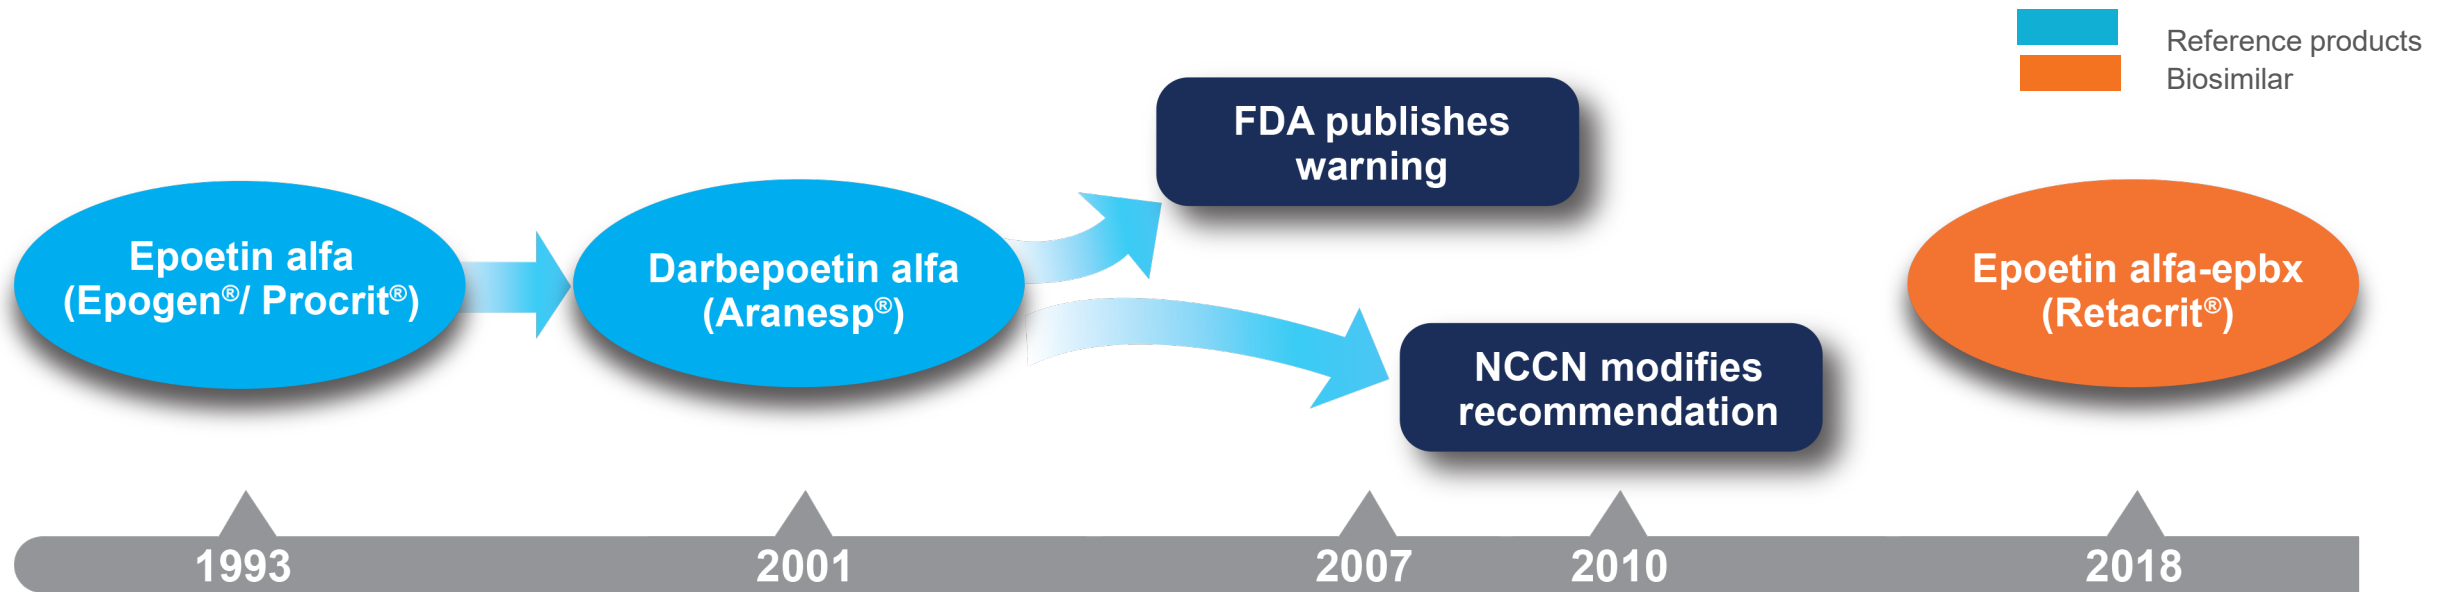 Reference products
Biosimilar
FDA publishes
warning
Epoetin alfa
(Epogen®/ Procrit®)
Darbepoetin alfa
(Aranesp®)
Epoetin alfa-epbx
(Retacrit®)
NCCN modifies
recommendation
1993
2001
2007
2010
2018